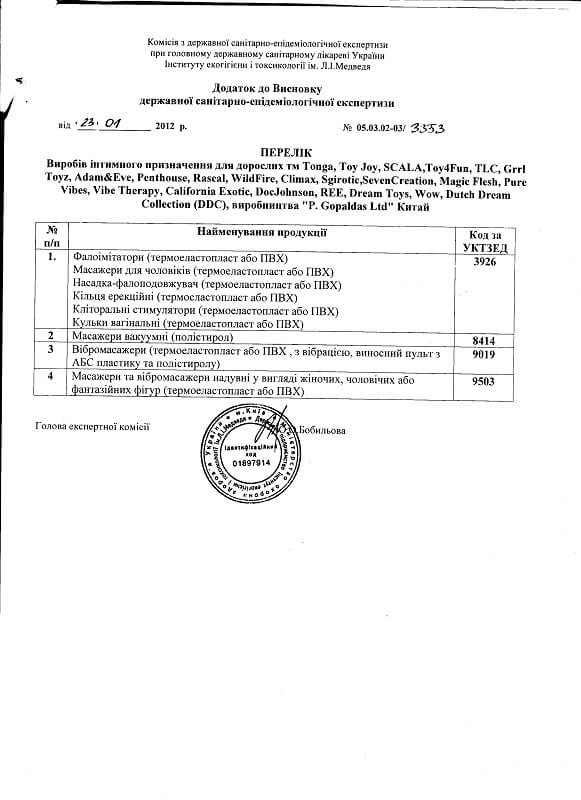 Комісія з державної санітарно-епідеміологічної експертизи
при головному державному санітарному лікареві України
Інституту екогігієни і токсикології ім. Л.І.Медведя
Додаток до Висновку
державної санітарно-епідеміологічної експертизи
від 23 01 2012 р. № 05.03.02-03/ 3353
ПЕРЕЛІК
Виробів інтимного призначення для дорослих тм Tonga, Toy Joy, SCALA,Toy4Fun, TLC, Grrl
Toyz, Adam&Eve, Penthouse, Rascal, WildFire, Climax, Sgirotic,SevenCreation, Magic Flesh, Pure
Vibes, Vibe Therapy, California Exotic, DocJohnson, REE, Dream Toys, Wow, Dutch Dream
Collection (DDC), виробництва "P. Gopaldas Ltd" Китай
№ п/п Найменування продукції Код за УКТЗЕД
1. Фалоімітатори (термоеластопласт або ПВХ) 3926
Масажери для чоловіків (термоеластопласт або ПВХ)
Насадка-фалоподовжувач (термоеластопласт або ПВХ)
Кільця ерекційні (термоеластопласт або ПВХ)
Кліторальні стимулятори (термоеластопласт або ПВХ)
Кульки вагінальні (термоеластопласт або ПВХ)
2 Масажери вакуумні (полістирол) 8414
3 Вібромасажери (термоеластопласт або ПВХ , з вібрацією, виносний пульт з 9019
АБС пластику та полістиролу)
4 Масажери та вібромасажери надувні у вигляді жіночих, чоловічих або 9503
фантазійних фігур (термоеластопласт або ПВХ)
Голова експертної комісії Бобильова
Ідентифікаційний
код
01897914